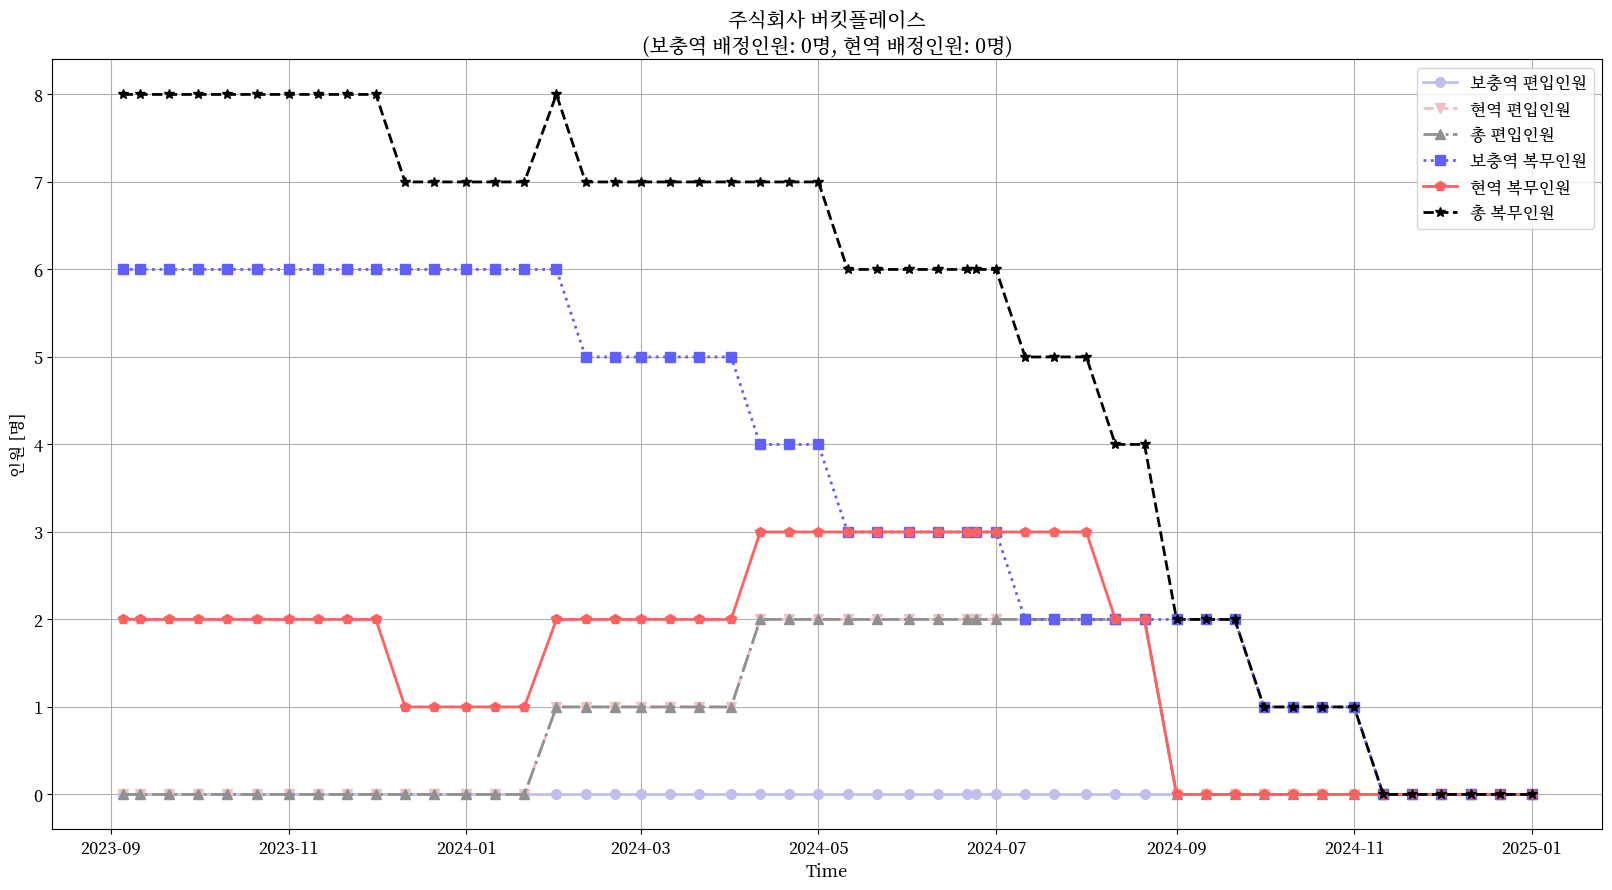 주식회사 버킷플레이스
(보충역 배정인원: 0명, 현역 배정인원: 0명)
보충역 편입인원
현역 편입인원
총 편입인원
보충역 복무인원
현역 복무인원
총 복무인원
인원 [명]
8
7
6
5
4
3
2
1
0
2023-09
2023-11
2024-01
2024-03
2024-05
2024-07
2024-09
2024-11
2025-01
Time